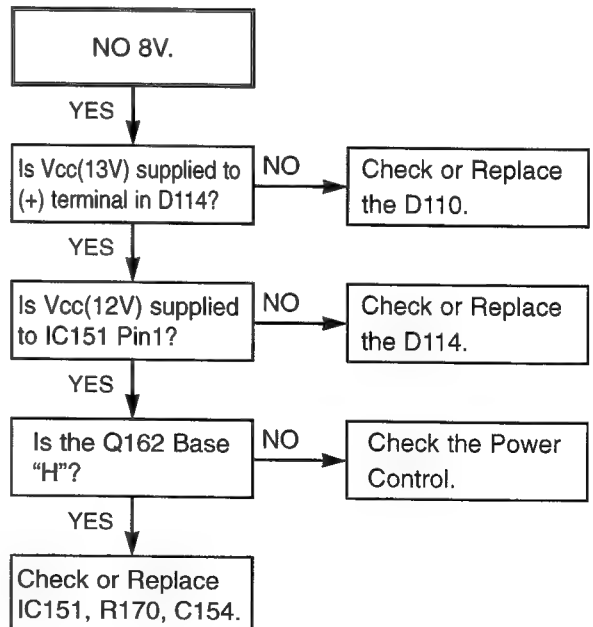 NO 8V.
YES
Is Vcc(13V) supplied to
(+) terminal in D114?
NO
Check or Replace
the D110.
YES
Is Vcc(12V) supplied
to IC151 Pin1?
NO
Check or Replace
the D114.
YES
Is the Q162 Base
“H”?
NO
Check the Power
Control.
YES
Check or Replace
IC151, R170, C154.